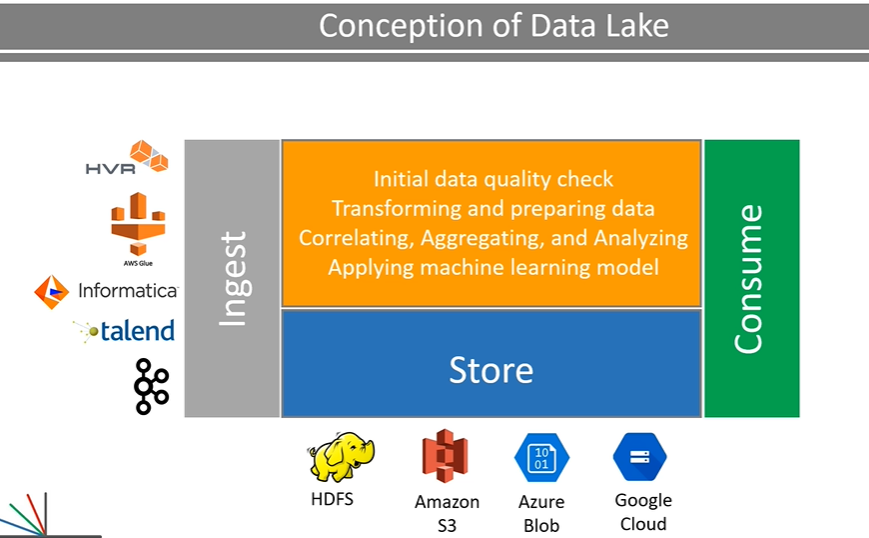 Conception of Data Lake
HVR
AWS Glue
Informatica
talend
Ingest
Initial data quality check
Transforming and preparing data
Correlating, Aggregating, and Analyzing
Applying machine learning model
Store
Consume
HDFS
Amazon
S3
10
01
Azure
Blob
Google
Cloud